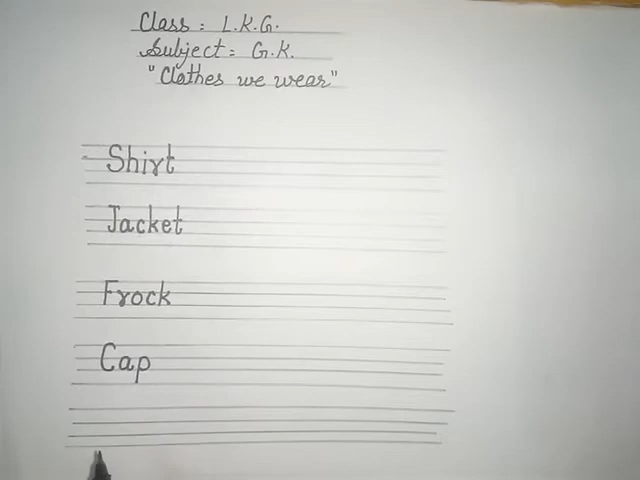 Class : L.K.G.
Subject : G.K.
"Clothes we wear"
Shirt
Jacket
Frock
Cap